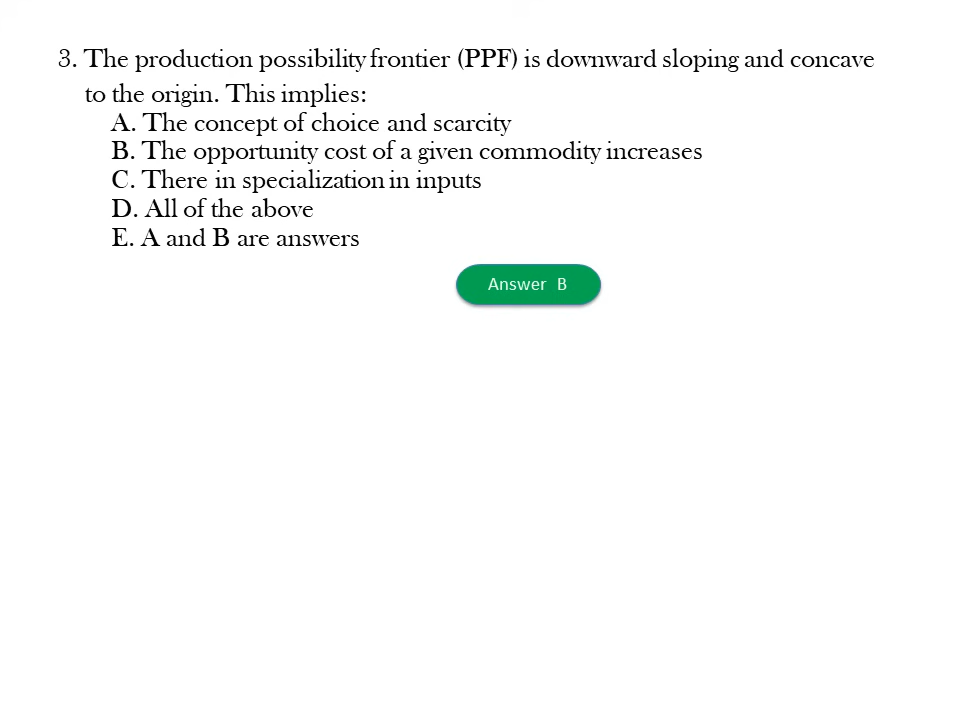 3. The production possibility frontier (PPF) is downward sloping and concave
to the origin. This implies:
A. The concept of choice and scarcity
B. The opportunity cost of a given commodity increases
C. There in specialization in inputs
D. All of the above
E. A and B are answers
Answer B